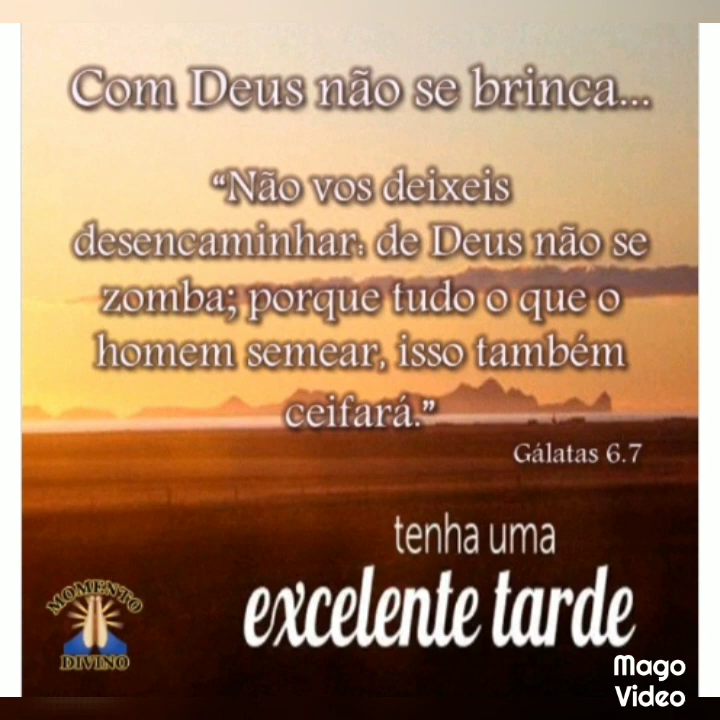 Com Deus não se brinca...
“Não vos deixeis
desencaminhar: de Deus não se
zomba; porque tudo o que o
homem semear, isso também
ceifará.”
Gálatas 6.7
tenha uma
excelente tarde
MOMENTO
DIVINO
Mago
Video